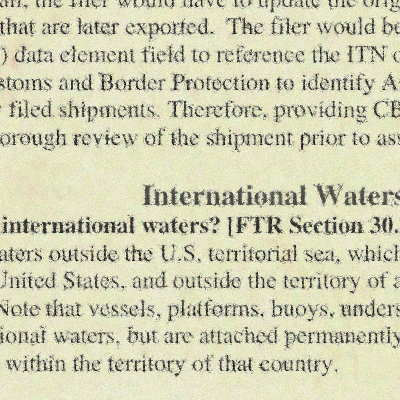 the filer would have to update the orig
that are later exported. The filer would be
) data element field to reference the ITN
stoms and Border Protection to identify A
filed shipments. Therefore, providing CB
orough review of the shipment prior to ass
International Waters
international waters? [FTR Section 30.
aters outside the U.S. territorial sea, which
United States, and outside the territory of a
Note that vessels, platforms, buoys, unders
ional waters, but are attached permanently
within the territory of that country.